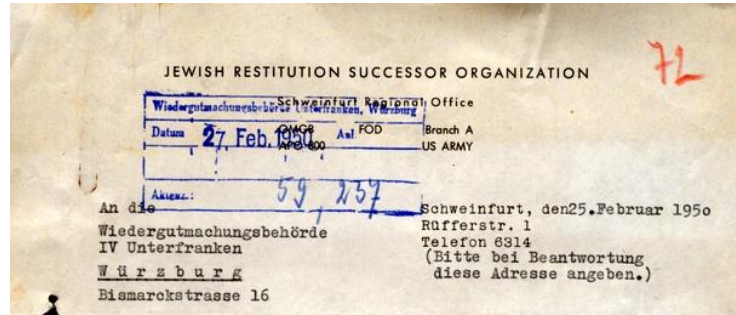 72
JEWISH RESTITUTION SUCCESSOR ORGANIZATION
Schweinfurt Regional Office
Wiedergutmachungsbehörde Unterfranken, Würzburg
OMGB FOD Branch A
APO 800 US ARMY
Datum 27. Feb. 1950 Anl
Aktenz.: 59, 237
An die
Wiedergutmachungsbehörde
IV Unterfranken
Würzburg
Bismarckstrasse 16
Schweinfurt, den25.Februar 1950
Rüfferstr. 1
Telefon 6314
(Bitte bei Beantwortung
diese Adresse angeben.)